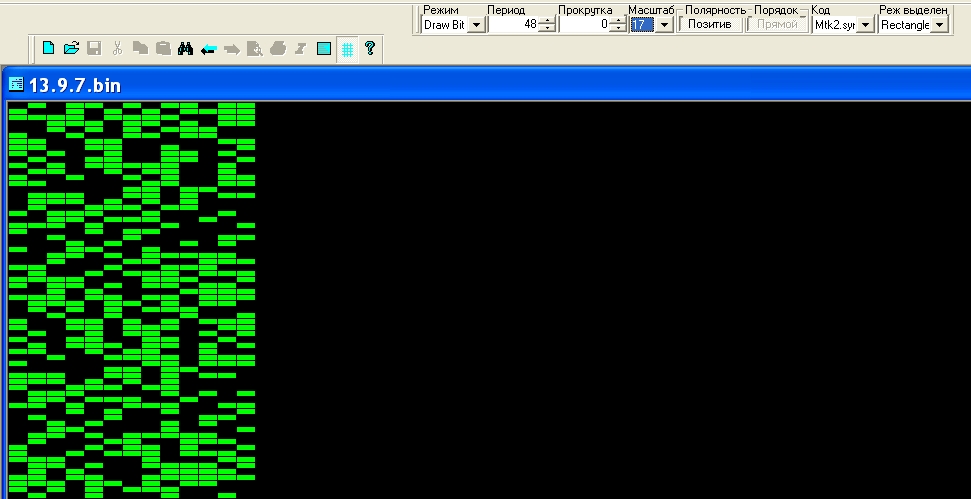 Режим Период Прокрутка Масштаб Полярность Порядок Код Реж выделен
Draw Bit 48 0 17 Позитив Прямой Mtk2.syr Rectangle
13.9.7.bin